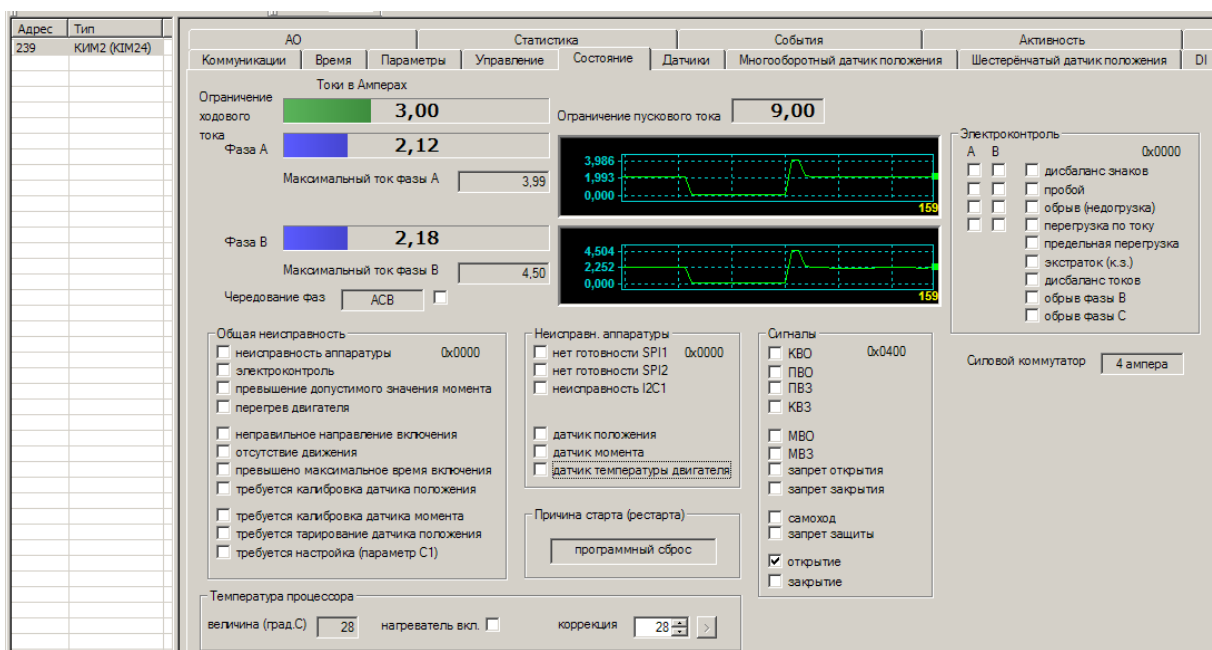 Адрес Тип
239 КИМ2 (KIM24)
АО Статистика События Активность
Коммуникации Время Параметры Управление Состояние Датчики Многооборотный датчик положения Шестерёнчатый датчик положения DI
Токи в Амперах
Ограничение ходового тока 3,00
Ограничение пускового тока 9,00
Фаза A 2,12
Максимальный ток фазы A 3,99
3,986
1,993
0,000
159
Фаза B 2,18
Максимальный ток фазы B 4,50
4,504
2,252
0,000
159
Чередование фаз ACB
Электроконтроль
A B 0x0000
дисбаланс знаков
пробой
обрыв (недогрузка)
перегрузка по току
предельная перегрузка
экстраток (к.з.)
дисбаланс токов
обрыв фазы B
обрыв фазы C
Силовой коммутатор 4 ампера
Общая неисправность
неисправность аппаратуры 0x0000
электроконтроль
превышение допустимого значения момента
перегрев двигателя
неправильное направление включения
отсутствие движения
превышено максимальное время включения
требуется калибровка датчика положения
требуется калибровка датчика момента
требуется тарирование датчика положения
требуется настройка (параметр C1)
Неисправн. аппаратуры
нет готовности SPI1 0x0000
нет готовности SPI2
неисправность I2C1
датчик положения
датчик момента
датчик температуры двигателя
Причина старта (рестарта)
программный сброс
Сигналы
КВО 0x0400
ПВО
ПВЗ
КВЗ
МВО
МВЗ
запрет открытия
запрет закрытия
самоход
запрет защиты
открытие
закрытие
Температура процессора
величина (град.С) 28 нагреватель вкл. коррекция 28 >